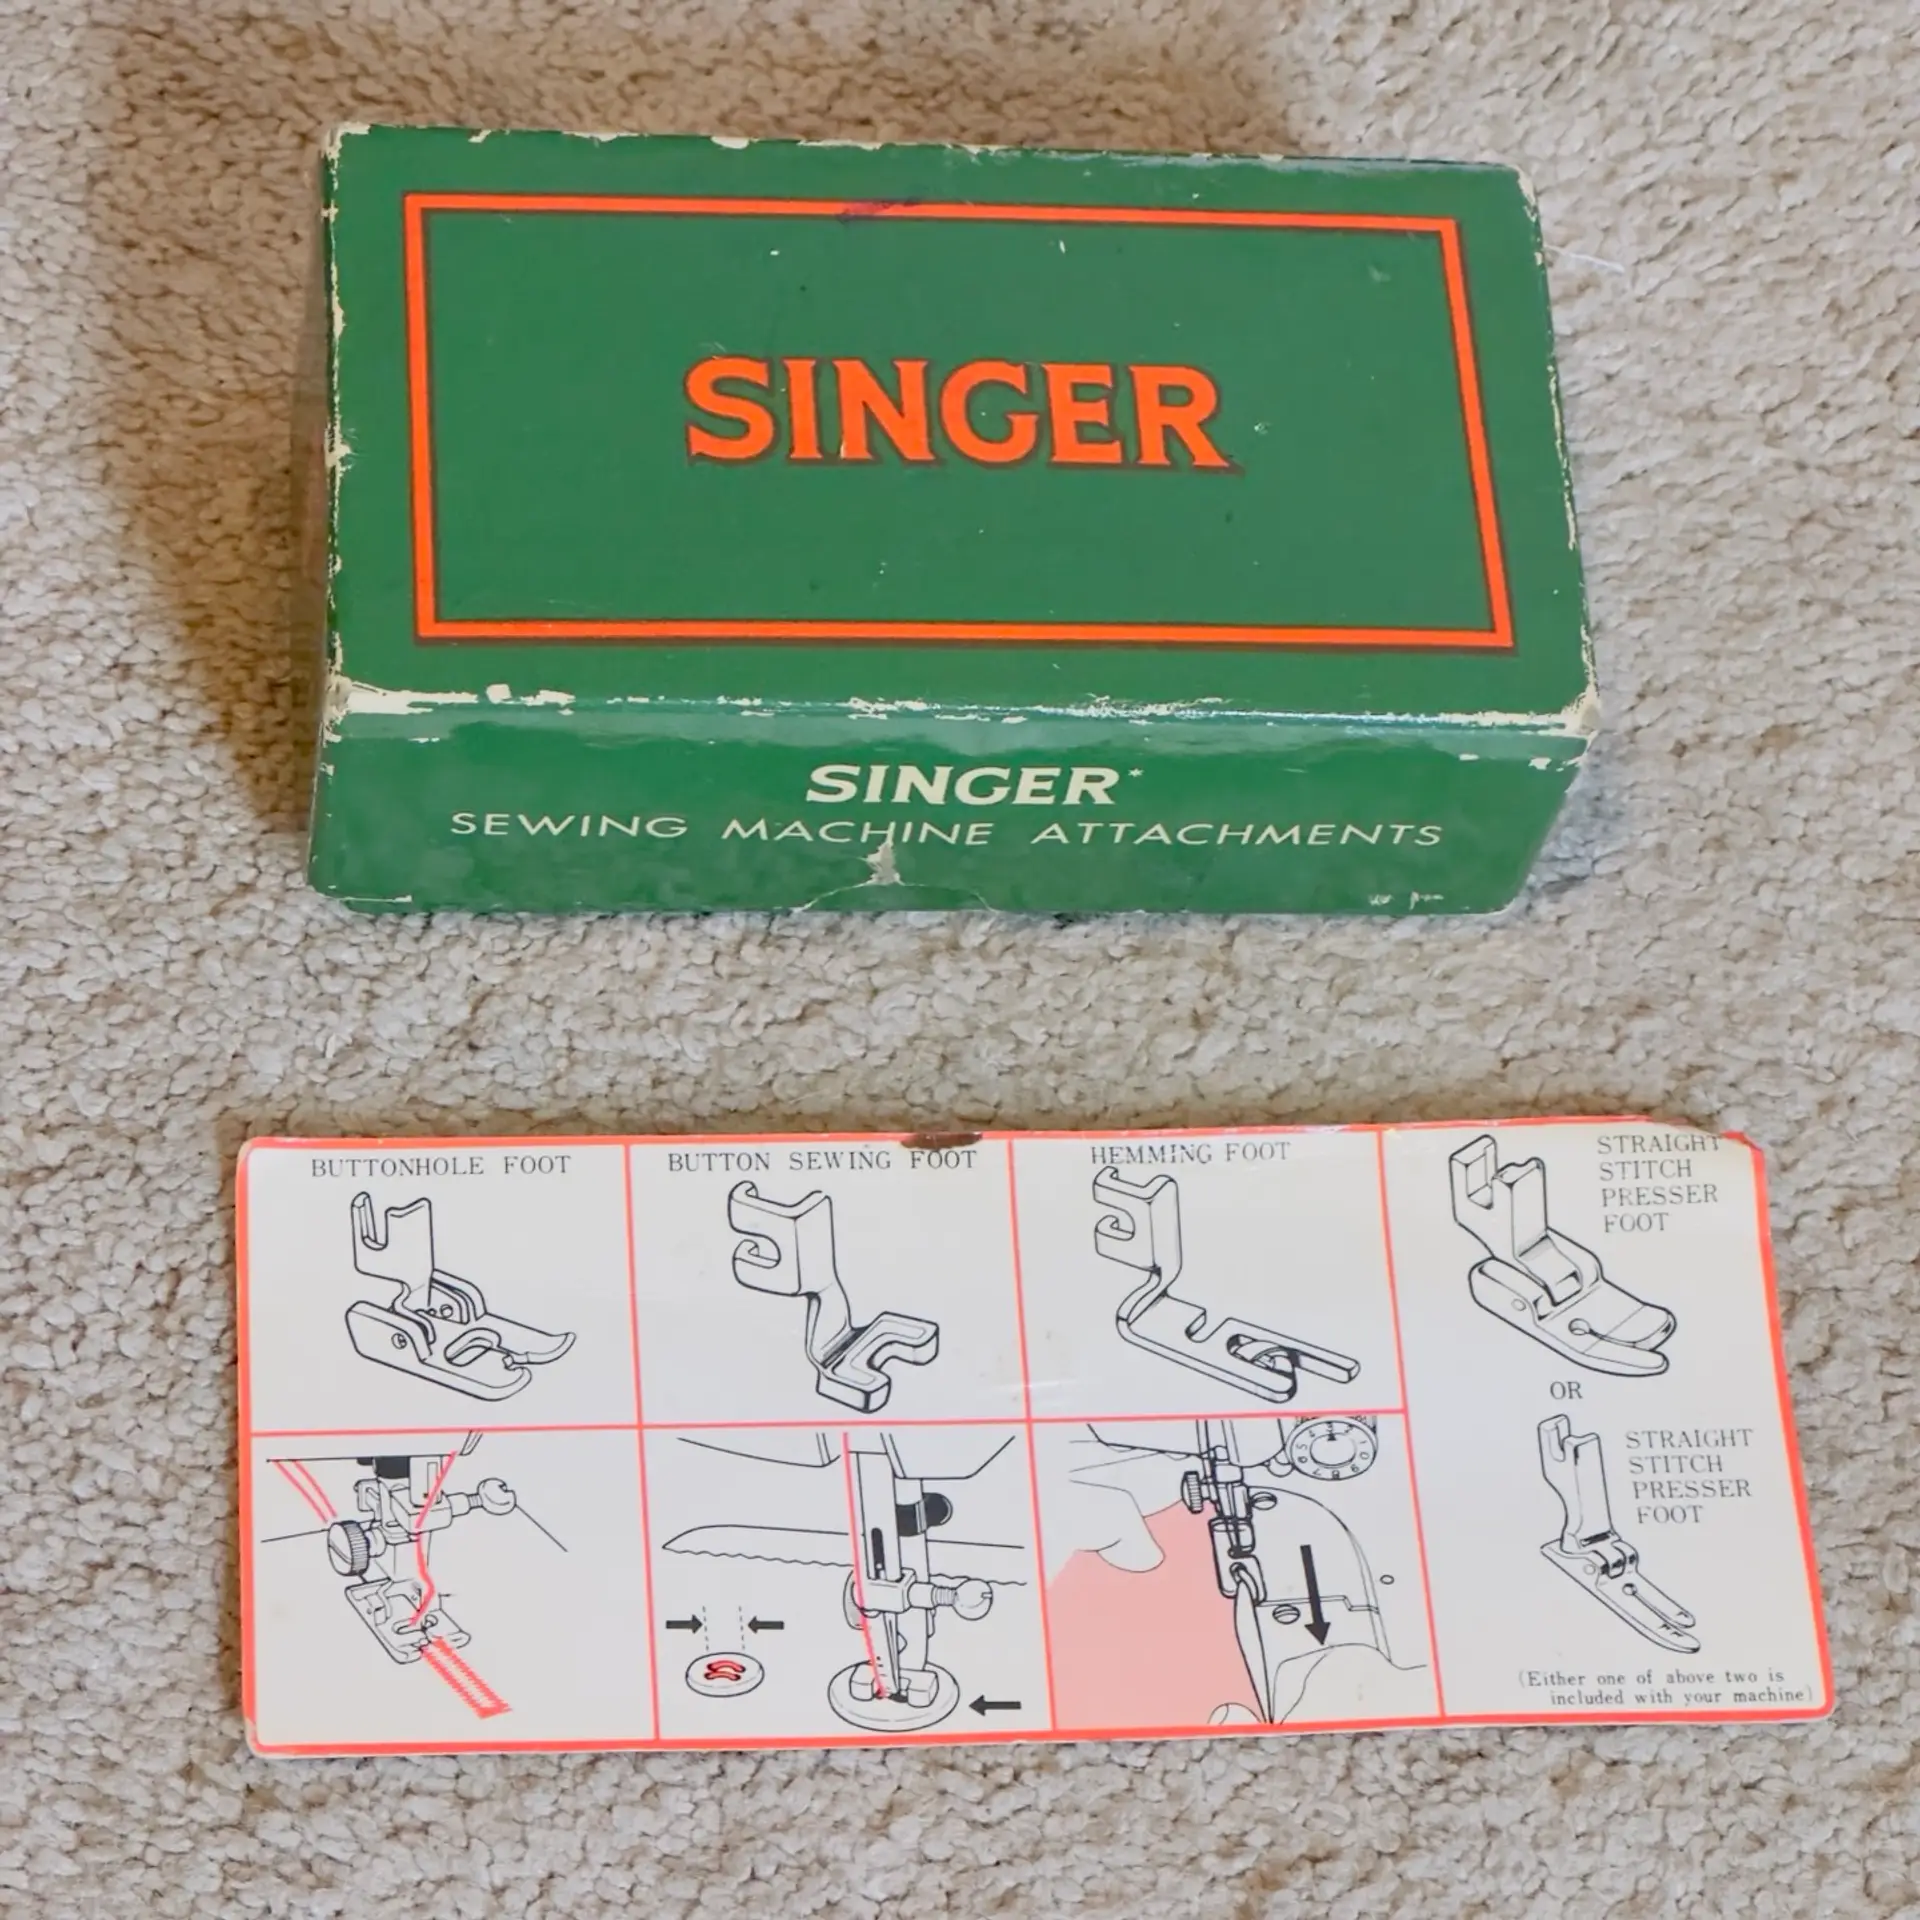 SINGER
SINGER*
SEWING MACHINE ATTACHMENTS
BUTTONHOLE FOOT
BUTTON SEWING FOOT
HEMMING FOOT
STRAIGHT
STITCH
PRESSER
FOOT
OR
STRAIGHT
STITCH
PRESSER
FOOT
(Either one of above two is
included with your machine)